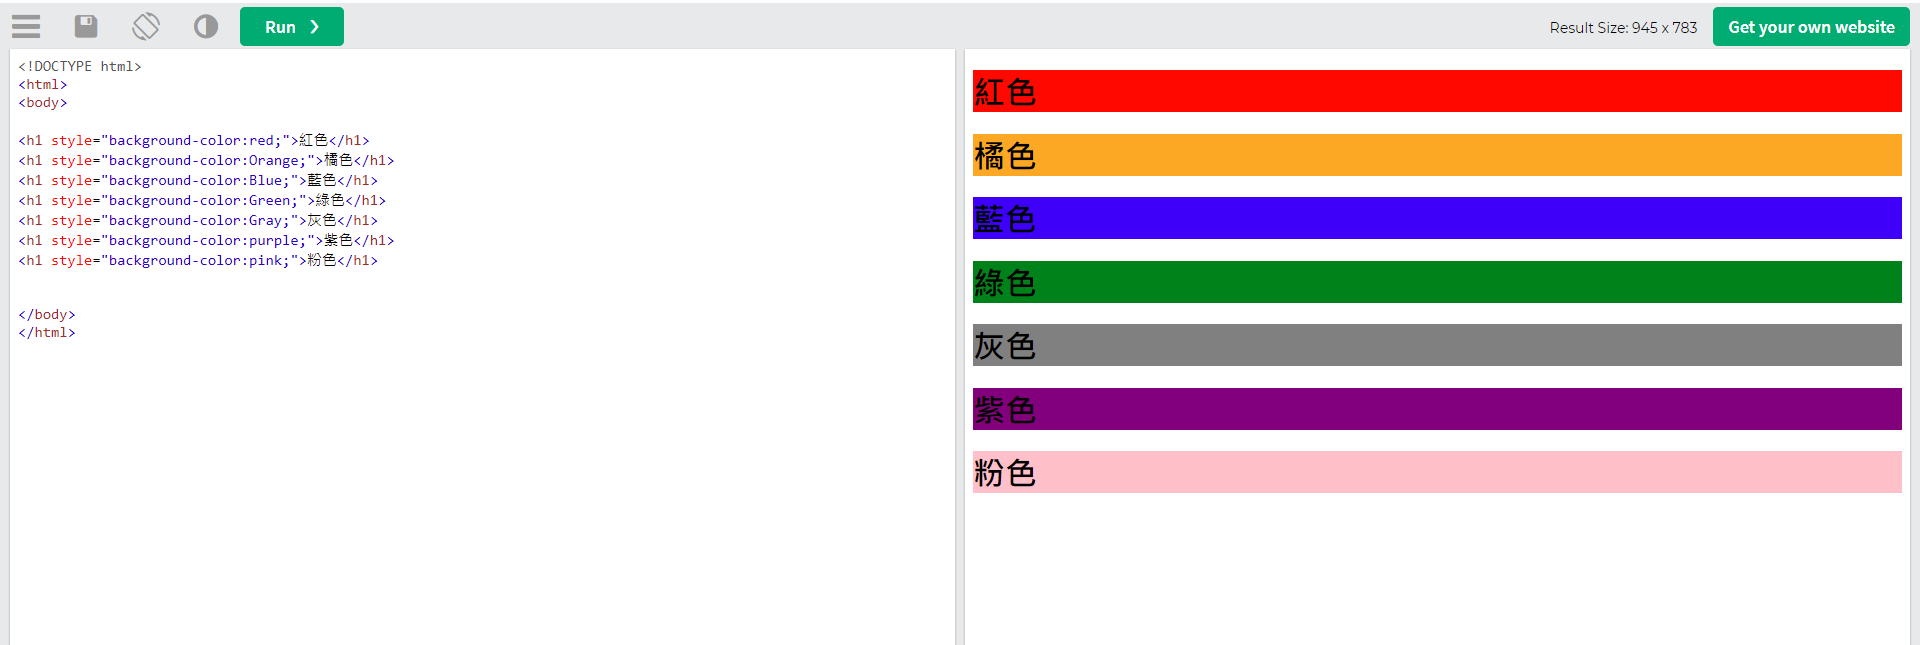 Run ❯
Result Size: 945 x 783
Get your own website
<!DOCTYPE html>
<html>
<body>
<h1 style="background-color:red;">紅色</h1>
<h1 style="background-color:Orange;">橘色</h1>
<h1 style="background-color:Blue;">藍色</h1>
<h1 style="background-color:Green;">綠色</h1>
<h1 style="background-color:Gray;">灰色</h1>
<h1 style="background-color:purple;">紫色</h1>
<h1 style="background-color:pink;">粉色</h1>
</body>
</html>
紅色
橘色
藍色
綠色
灰色
紫色
粉色